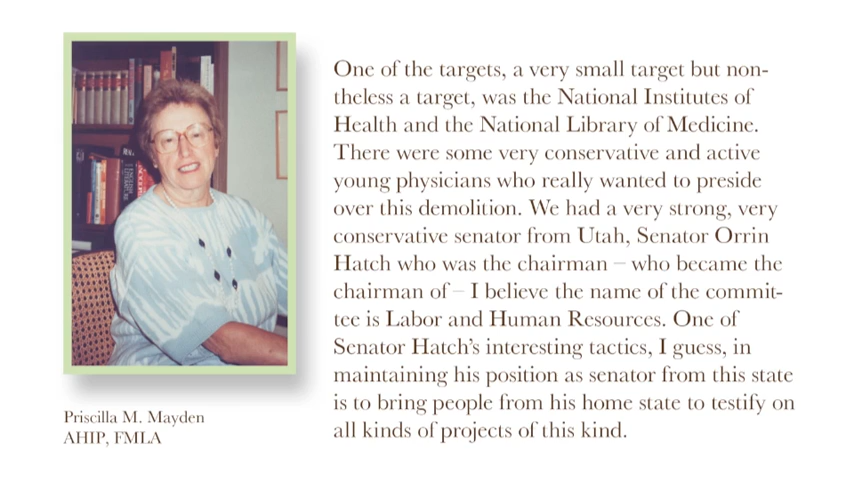 One of the targets, a very small target but non-
theless a target, was the National Institutes of
Health and the National Library of Medicine.
There were some very conservative and active
young physicians who really wanted to preside
over this demolition. We had a very strong, very
conservative senator from Utah, Senator Orrin
Hatch who was the chairman – who became the
chairman of – I believe the name of the commit-
tee is Labor and Human Resources. One of
Senator Hatch's interesting tactics, I guess, in
maintaining his position as senator from this state
is to bring people from his home state to testify on
all kinds of projects of this kind.
Priscilla M. Mayden
AHIP, FMLA